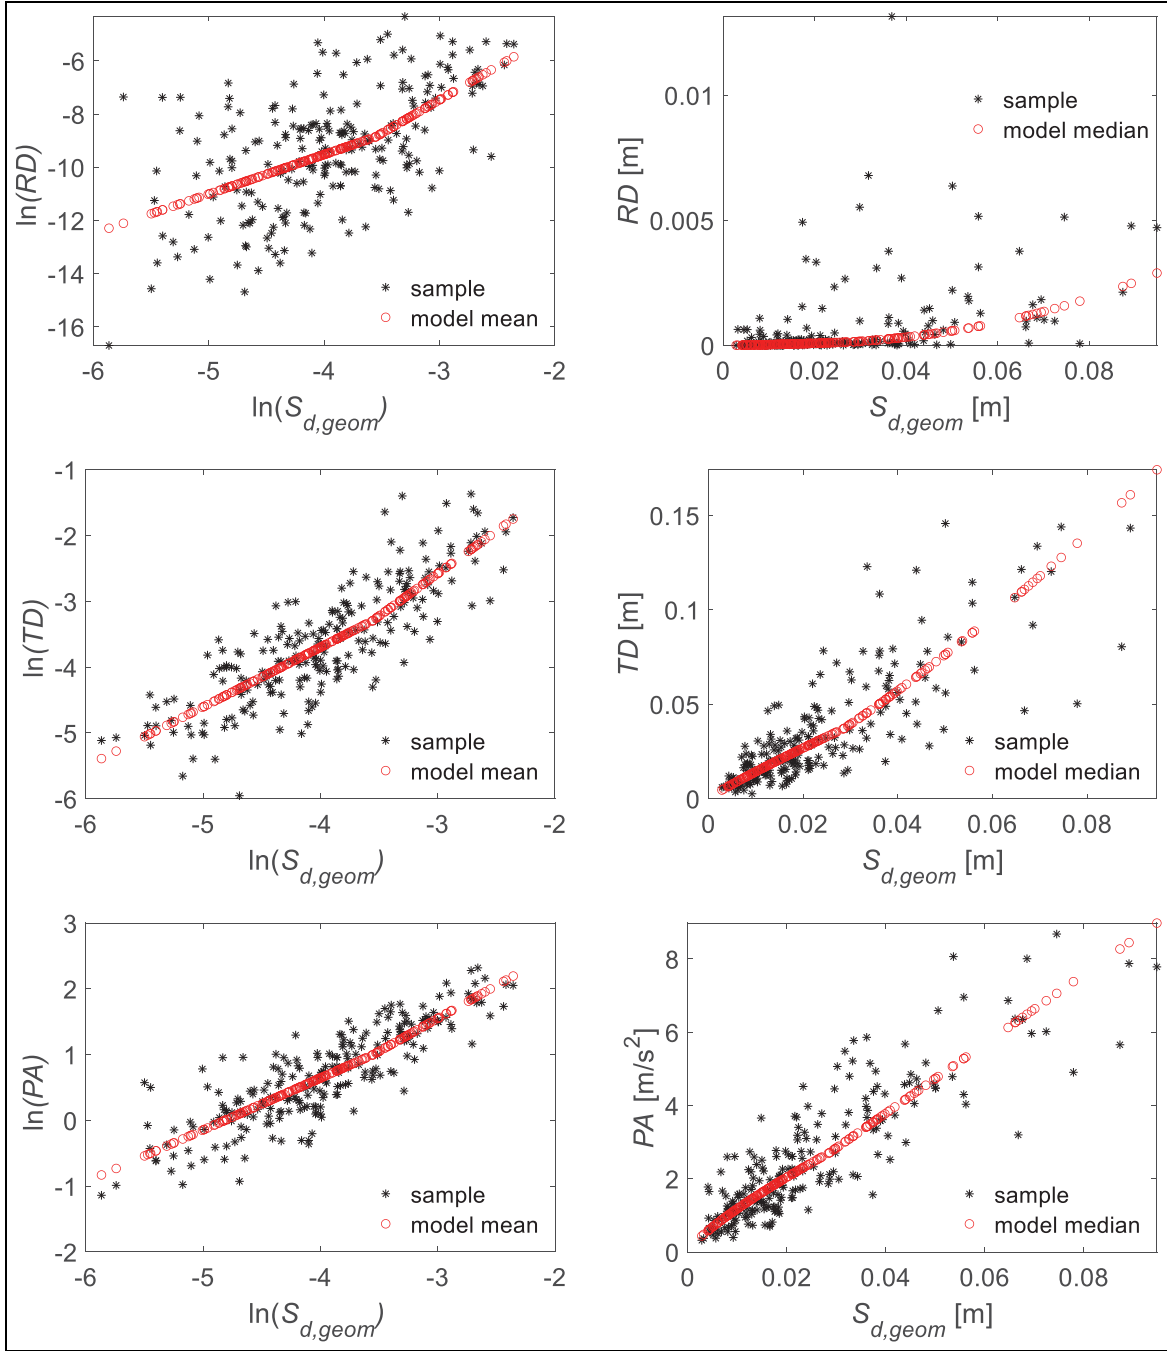 -6
-8
-10
-12
-14
-16
ln(RD)
sample
model mean
-6 -5 -4 -3 -2
ln(S_d,geom)
0.01
0.005
0
RD [m]
sample
model median
0 0.02 0.04 0.06 0.08
S_d,geom [m]
-1
-2
-3
-4
-5
-6
ln(TD)
sample
model mean
-6 -5 -4 -3 -2
ln(S_d,geom)
0.15
0.1
0.05
0
TD [m]
sample
model median
0 0.02 0.04 0.06 0.08
S_d,geom [m]
3
2
1
0
-1
-2
ln(PA)
sample
model mean
-6 -5 -4 -3 -2
ln(S_d,geom)
8
6
4
2
0
PA [m/s²]
sample
model median
0 0.02 0.04 0.06 0.08
S_d,geom [m]